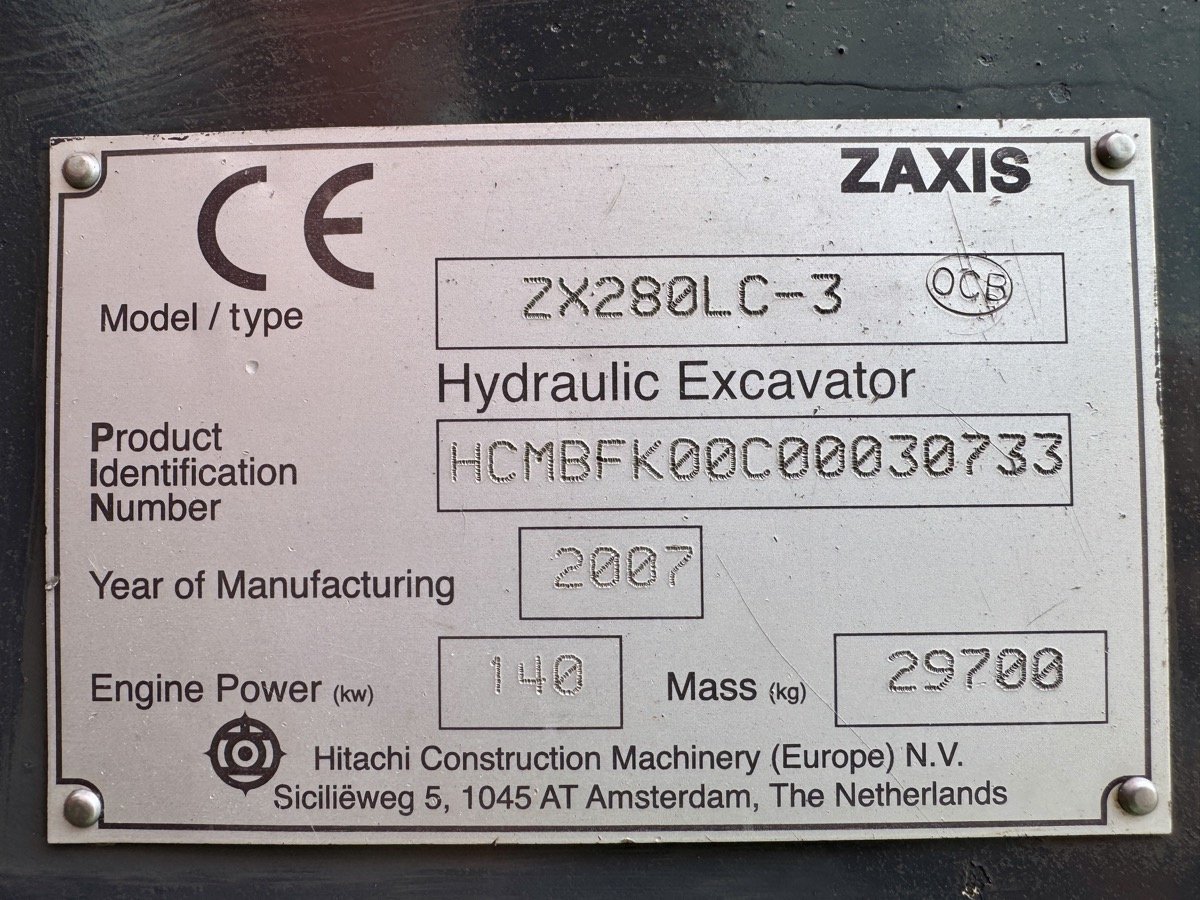 CE
ZAXIS
Model / type
ZX280LC-3
OCB
Hydraulic Excavator
Product
Identification
Number
HCMBFK00C00030733
Year of Manufacturing
2007
Engine Power (kw)
140
Mass (kg)
29700
Hitachi Construction Machinery (Europe) N.V.
Siciliëweg 5, 1045 AT Amsterdam, The Netherlands